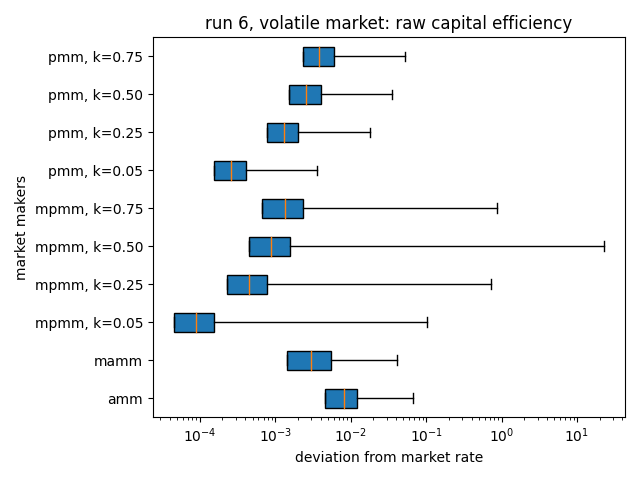 run 6, volatile market: raw capital efficiency
market makers
pmm, k=0.75
pmm, k=0.50
pmm, k=0.25
pmm, k=0.05
mpmm, k=0.75
mpmm, k=0.50
mpmm, k=0.25
mpmm, k=0.05
mamm
amm
10⁻⁴ 10⁻³ 10⁻² 10⁻¹ 10⁰ 10¹
deviation from market rate